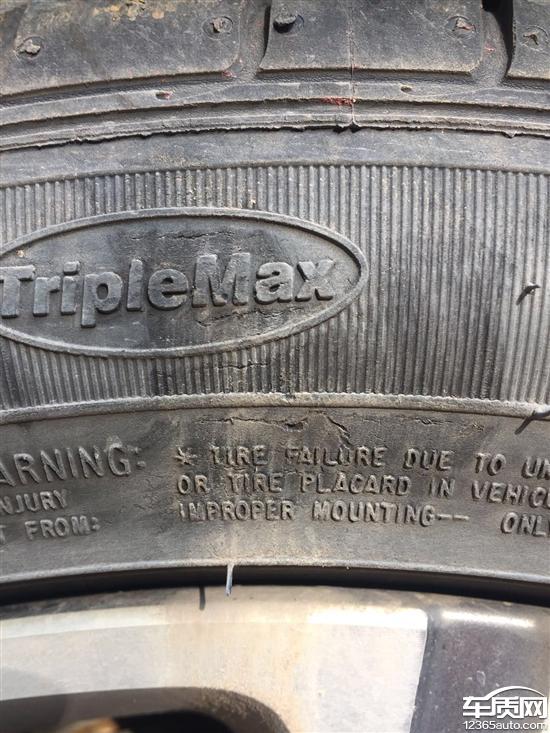 TripleMax
ARNING: * TIRE FAILURE DUE TO UN
NJURY OR TIRE PLACARD IN VEHIC
T FROM: IMPROPER MOUNTING-- ONL
车质网
12365auto.com